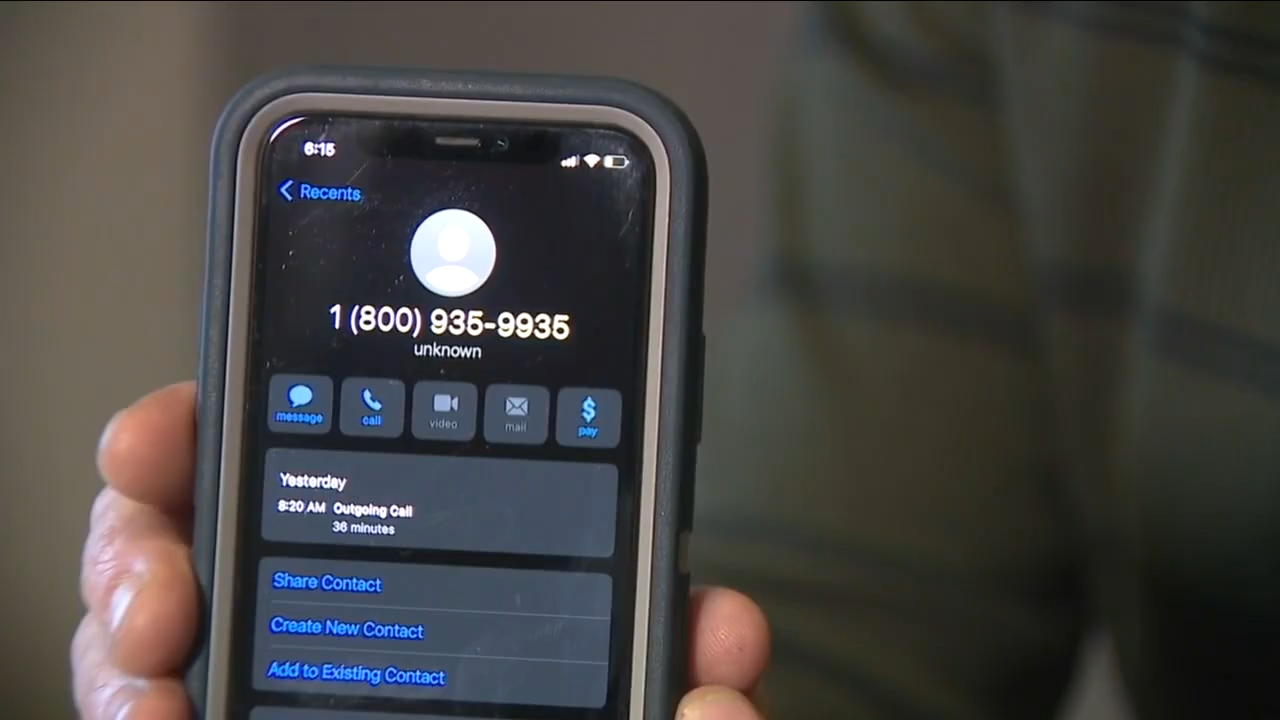 6:15
Recents
1 (800) 935-9935
unknown
message call video mail pay
Yesterday
8:20 AM Outgoing Call
36 minutes
Share Contact
Create New Contact
Add to Existing Contact